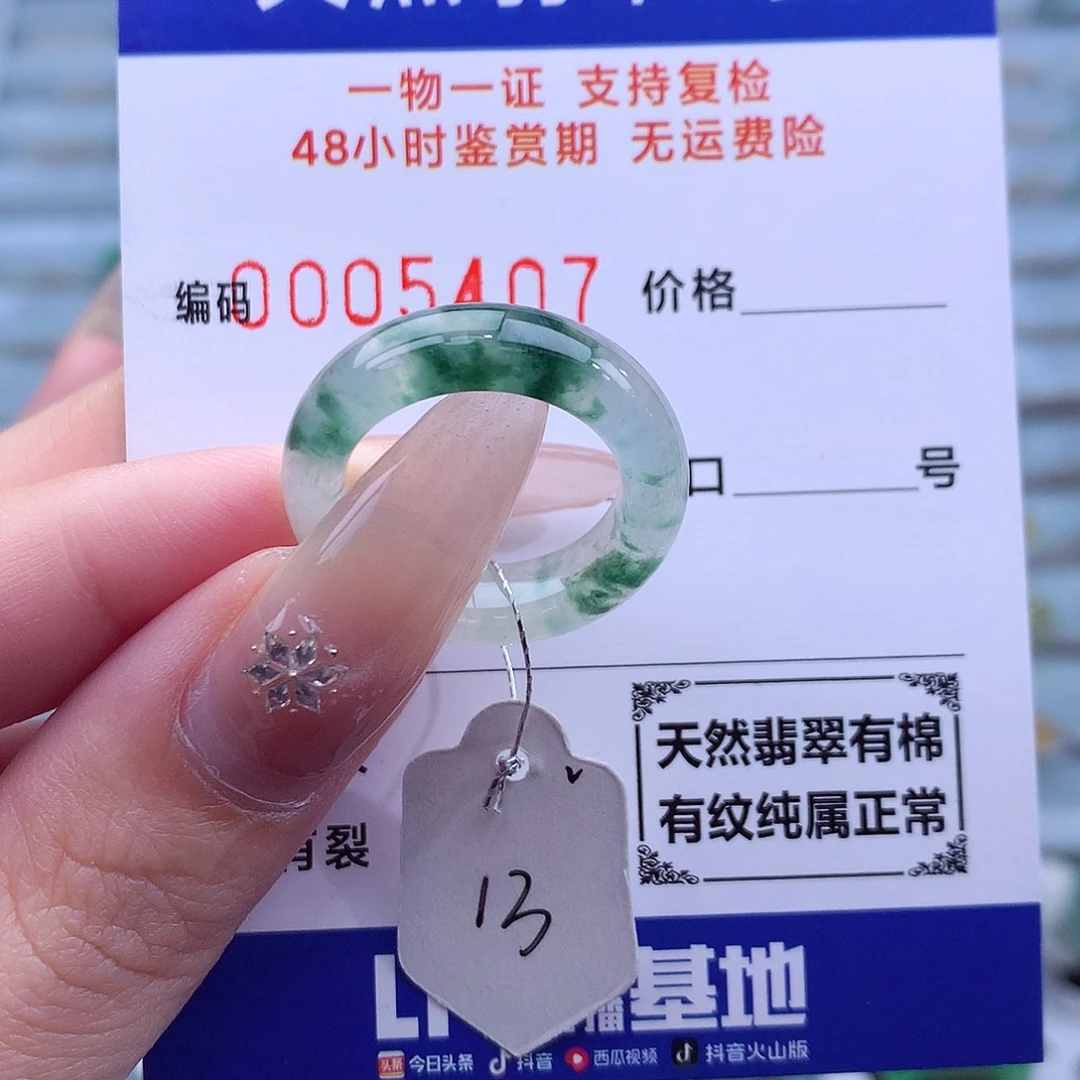 一物一证 支持复检
48小时鉴赏期 无运费险
编码0005407 价格
口 号
天然翡翠有棉
有纹纯属正常
裂
13
播基地
头条 今日头条 抖音 西瓜视频 抖音火山版